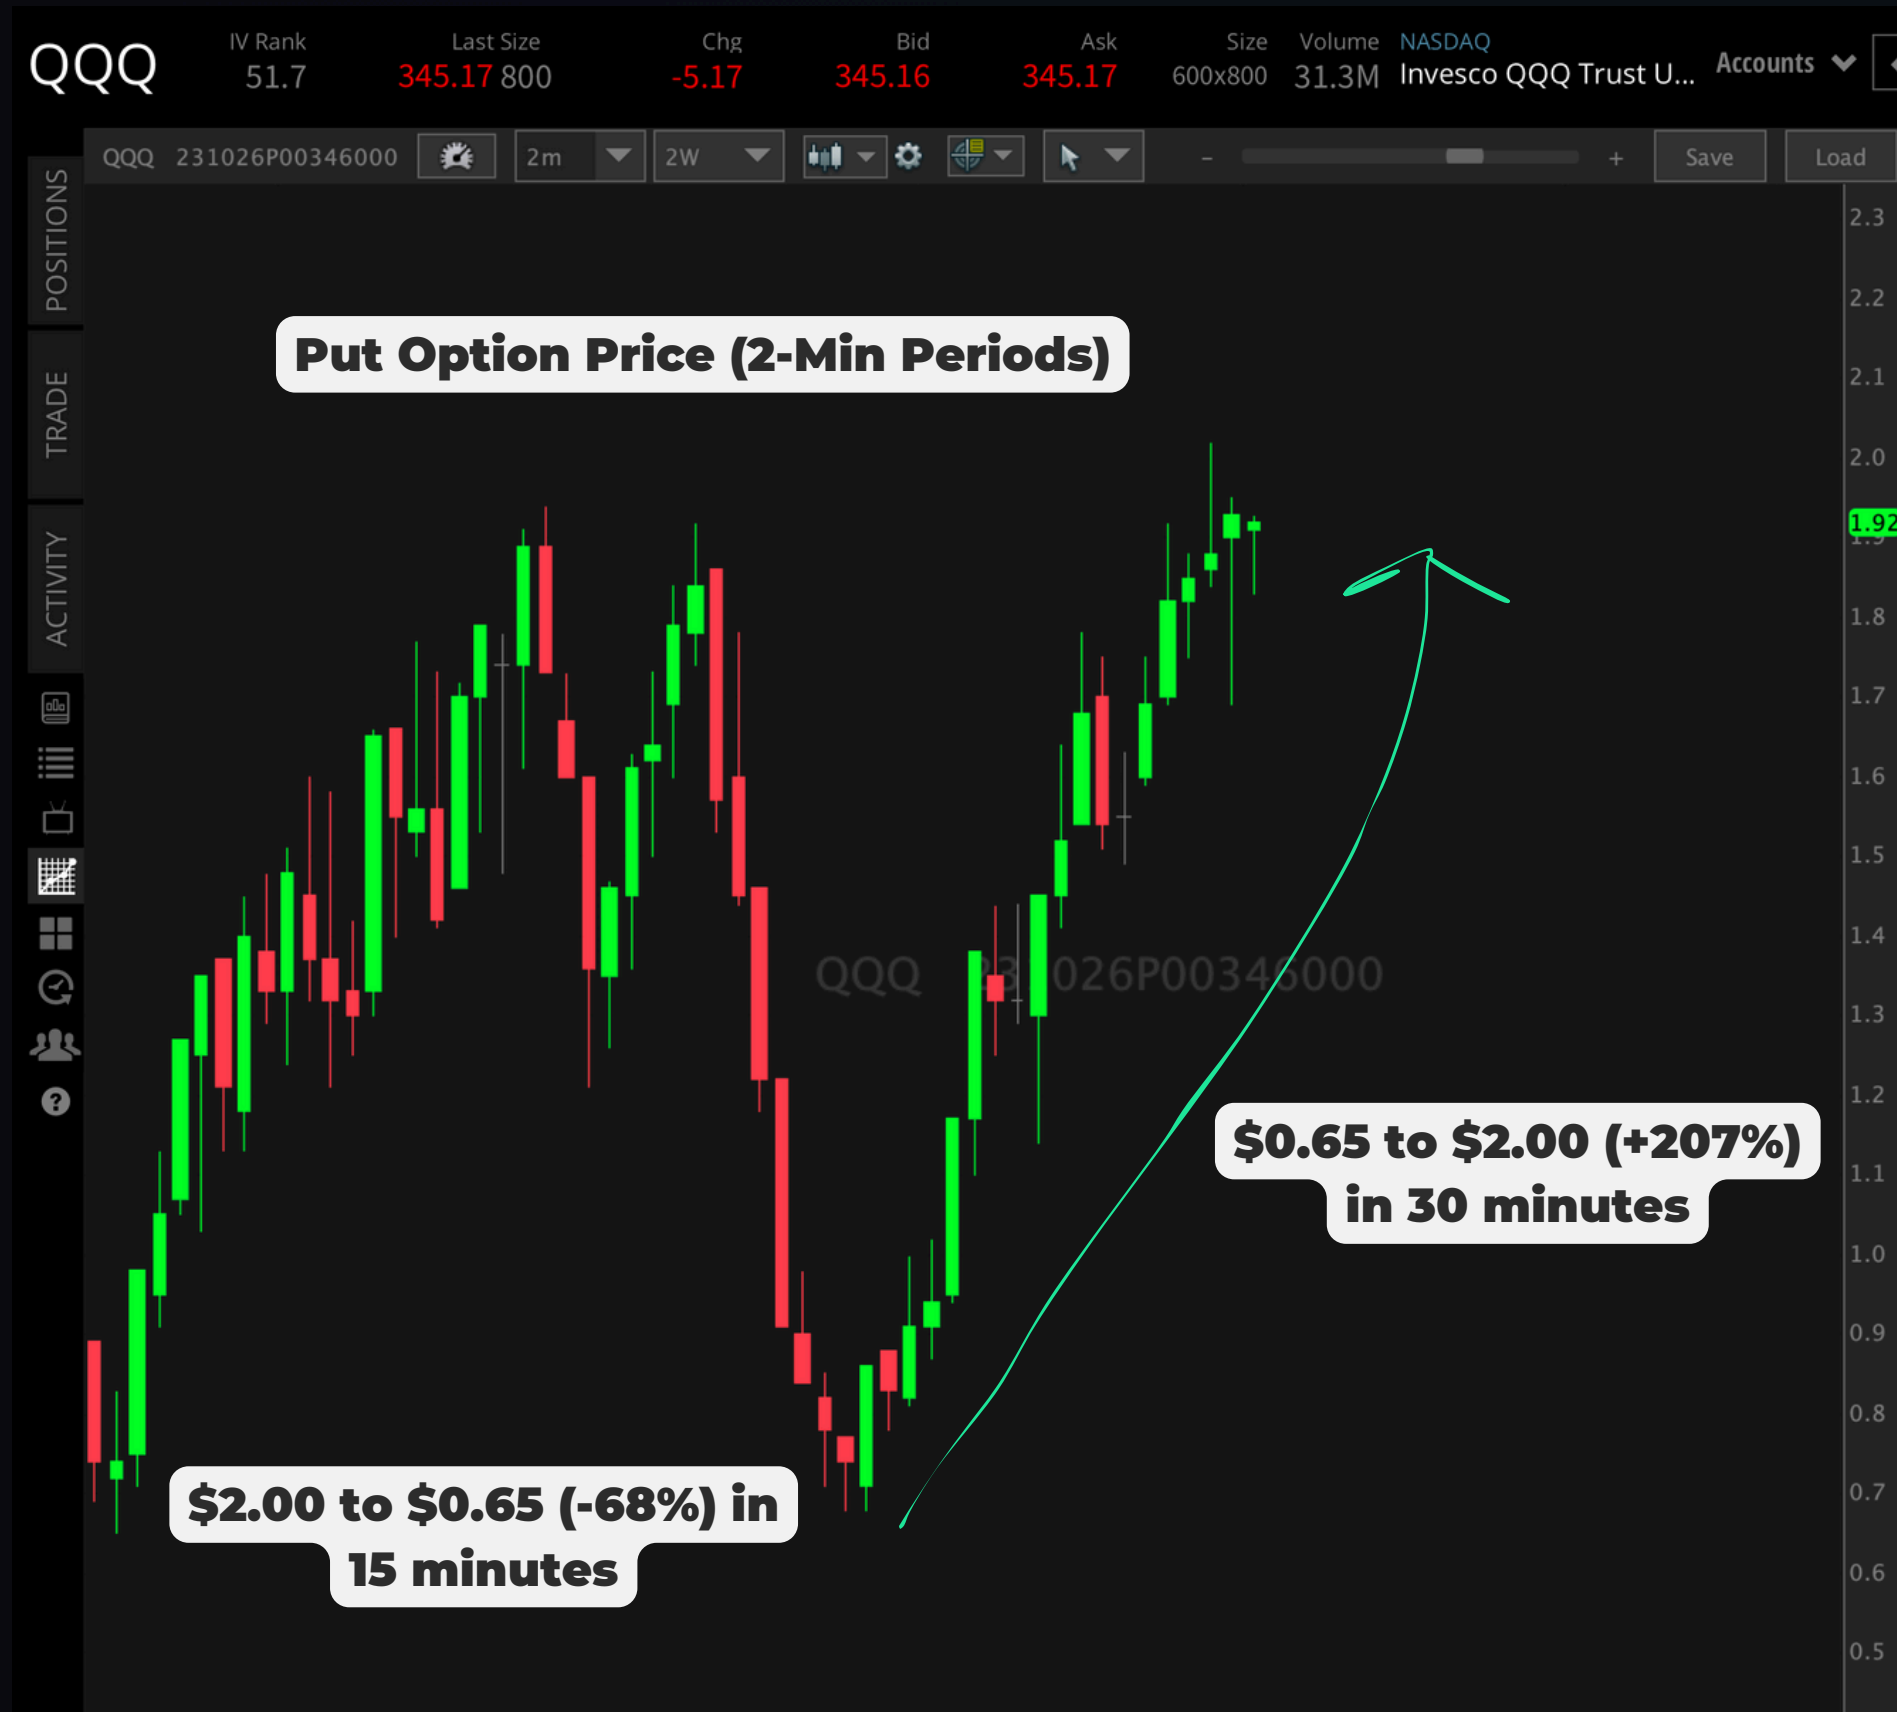 QQQ
IV Rank
51.7
Last Size
345.17 800
Chg
-5.17
Bid
345.16
Ask
345.17
Size
600x800
Volume
31.3M
NASDAQ
Invesco QQQ Trust U...
Accounts
QQQ 231026P00346000
2m
2W
-
+
Save
Load
POSITIONS
TRADE
ACTIVITY
Put Option Price (2-Min Periods)
QQQ 231026P00346000
$0.65 to $2.00 (+207%)
in 30 minutes
$2.00 to $0.65 (-68%) in
15 minutes
2.3
2.2
2.1
2.0
1.92
1.9
1.8
1.7
1.6
1.5
1.4
1.3
1.2
1.1
1.0
0.9
0.8
0.7
0.6
0.5